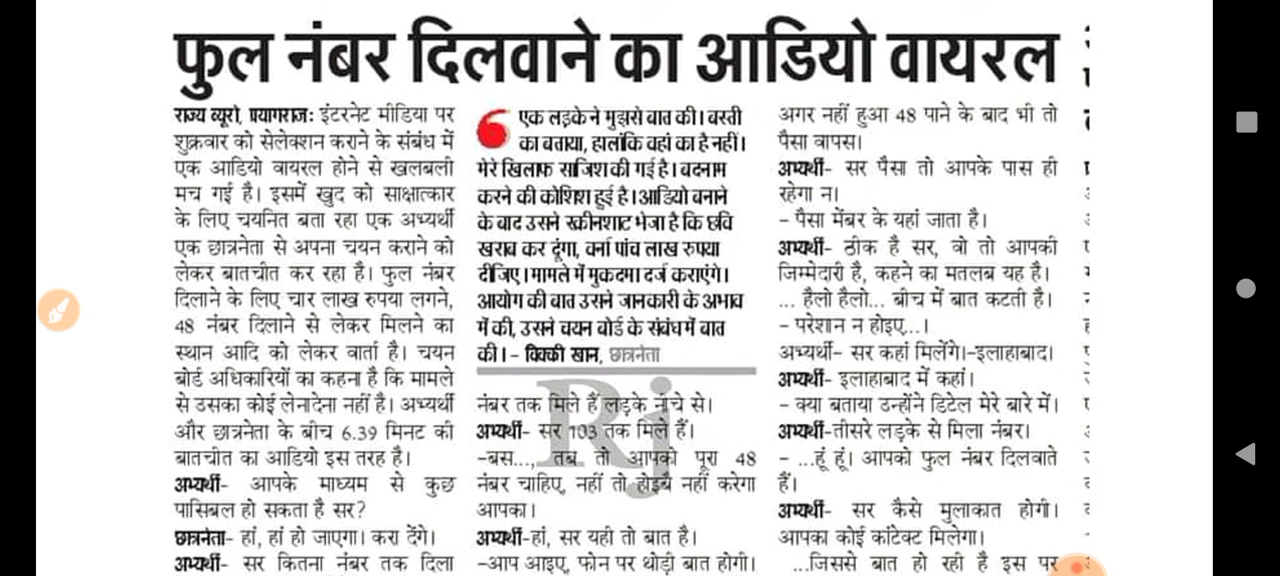 फुल नंबर दिलवाने का आडियो वायरल
राज्य ब्यूरो, प्रयागराज: इंटरनेट मीडिया पर
शुक्रवार को सेलेक्शन कराने के संबंध में
एक आडियो वायरल होने से खलबली
मच गई है। इसमें खुद को साक्षात्कार
के लिए चयनित बता रहा एक अभ्यर्थी
एक छात्रनेता से अपना चयन कराने को
लेकर बातचीत कर रहा है। फुल नंबर
दिलाने के लिए चार लाख रुपया लगने,
48 नंबर दिलाने से लेकर मिलने का
स्थान आदि को लेकर वार्ता है। चयन
बोर्ड अधिकारियों का कहना है कि मामले
से उसका कोई लेनादेना नहीं है। अभ्यर्थी
और छात्रनेता के बीच 6.39 मिनट की
बातचीत का आडियो इस तरह है।
अभ्यर्थी- आपके माध्यम से कुछ
पासिबल हो सकता है सर?
छात्रनेता- हां, हां हो जाएगा। करा देंगे।
अभ्यर्थी- सर कितना नंबर तक दिला
एक लड़के ने मुझसे बात की। बस्ती
का बताया, हालांकि वहां का है नहीं।
मेरे खिलाफ साजिश की गई है। बदनाम
करने की कोशिश हुई है। आडियो बनाने
के बाद उसने स्क्रीनशाट भेजा है कि छवि
खराब कर दूंगा, वर्ना पांच लाख रुपया
दीजिए। मामले में मुकदमा दर्ज कराएंगे।
आयोग की बात उसने जानकारी के अभाव
में की, उसने चयन बोर्ड के संबंध में बात
की। - विक्की खान, छात्रनेता
नंबर तक मिले हैं लड़के नीचे से।
अभ्यर्थी- सर 103 तक मिले हैं।
-बस..., तब तो आपको पूरा 48
नंबर चाहिए, नहीं तो होइबै नहीं करेगा
आपका।
अभ्यर्थी-हां, सर यही तो बात है।
-आप आइए, फोन पर थोड़ी बात होगी।
Rj
अगर नहीं हुआ 48 पाने के बाद भी तो
पैसा वापस।
अभ्यर्थी- सर पैसा तो आपके पास ही
रहेगा न।
- पैसा मेंबर के यहां जाता है।
अभ्यर्थी- ठीक है सर, वो तो आपकी
जिम्मेदारी है, कहने का मतलब यह है।
... हैलो हैलो... बीच में बात कटती है।
- परेशान न होइए...।
अभ्यर्थी- सर कहां मिलेंगे।-इलाहाबाद।
अभ्यर्थी- इलाहाबाद में कहां।
- क्या बताया उन्होंने डिटेल मेरे बारे में।
अभ्यर्थी-तीसरे लड़के से मिला नंबर।
- ...हूं हूं। आपको फुल नंबर दिलवाते
हैं।
अभ्यर्थी- सर कैसे मुलाकात होगी।
आपका कोई कांटेक्ट मिलेगा।
...जिससे बात हो रही है इस पर